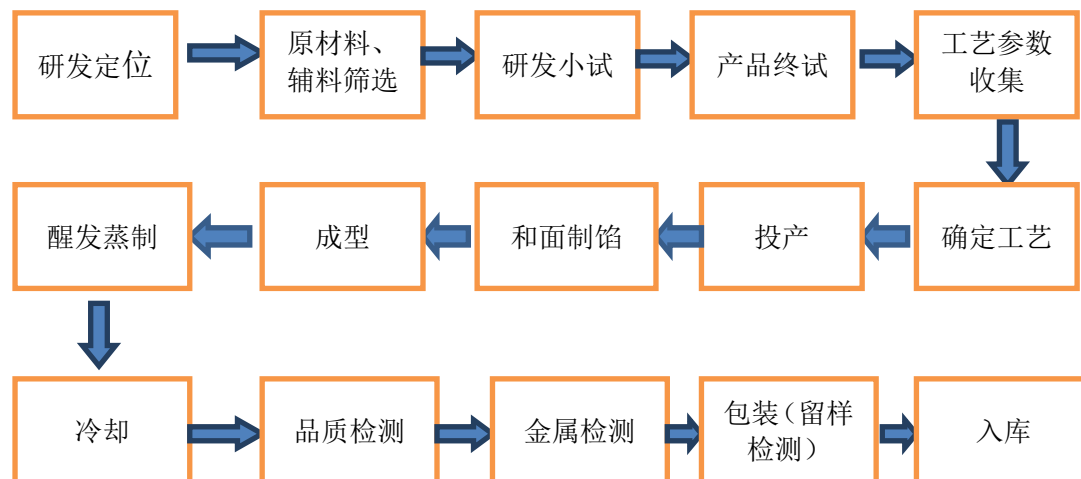 研发定位
原材料、
辅料筛选
研发小试
产品终试
工艺参数
收集
醒发蒸制
成型
和面制馅
投产
确定工艺
冷却
品质检测
金属检测
包装（留样
检测）
入库